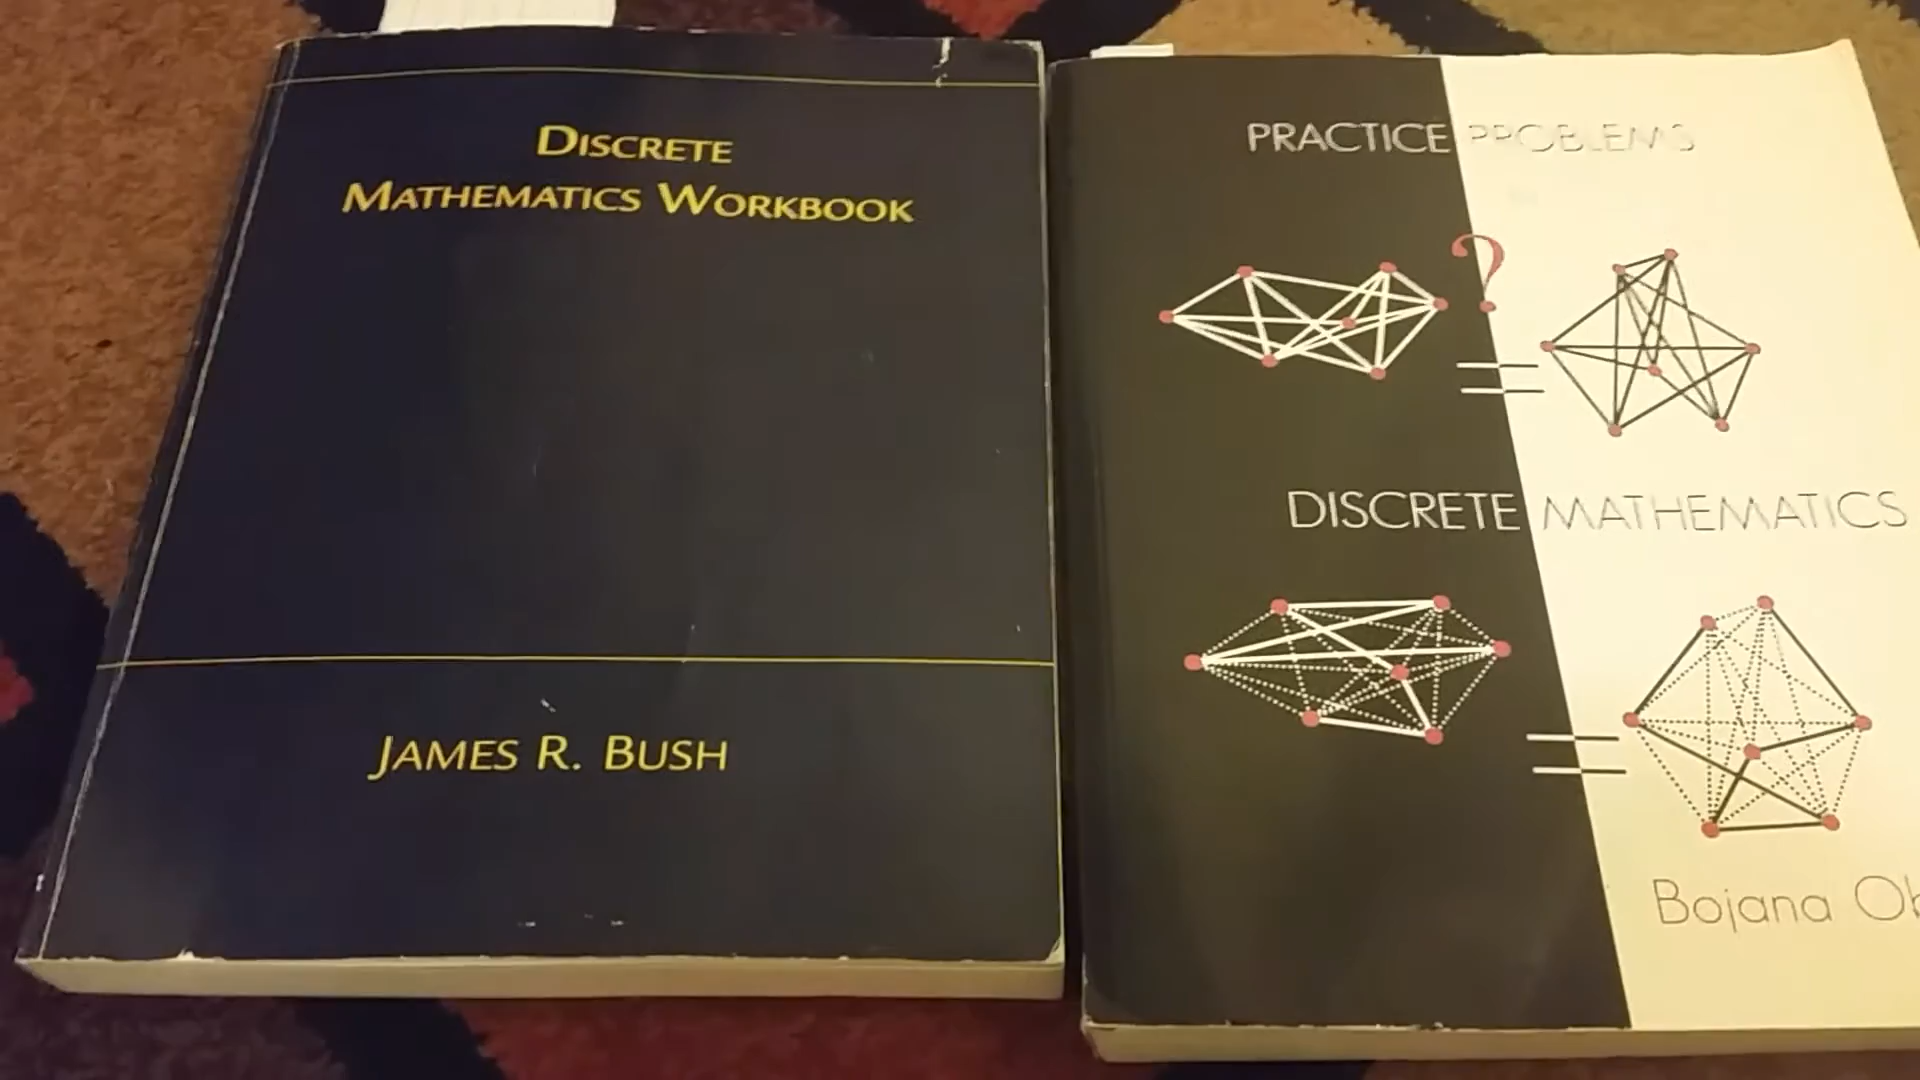 DISCRETE
MATHEMATICS WORKBOOK
JAMES R. BUSH
PRACTICE PROBLEMS
?
=
DISCRETE MATHEMATICS
=
Bojana